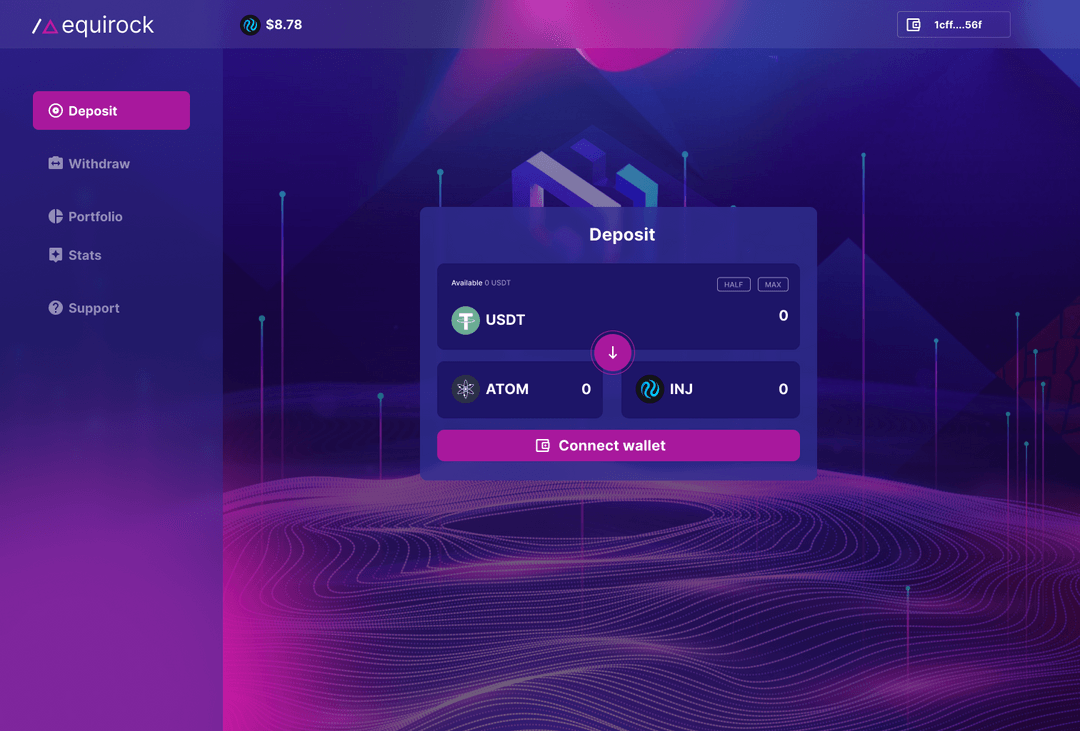 equirock
$8.78
1cff....56f
Deposit
Withdraw
Portfolio
Stats
Support
Deposit
Available 0 USDT
HALF
MAX
USDT
0
ATOM
0
INJ
0
Connect wallet